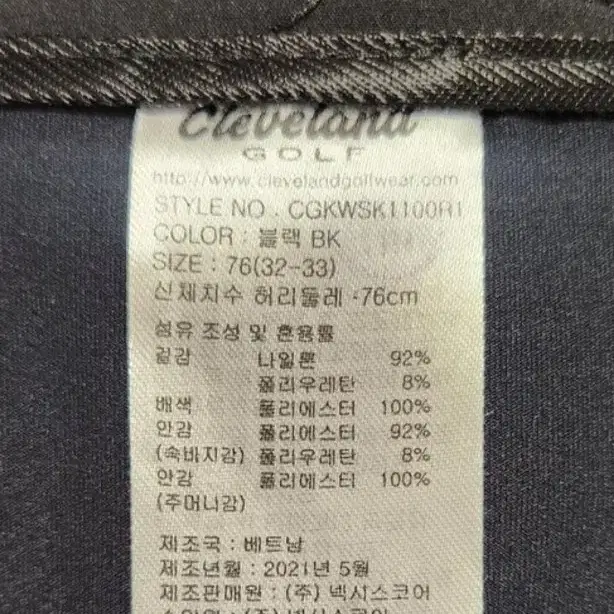 Cleveland
GOLF
http://www.clevelandgolfwear.com
STYLE NO : CGKWSK1100R1
COLOR : 블랙 BK
SIZE : 76(32-33)
신체치수 허리둘레 :76cm
섬유 조성 및 혼용률
겉감 나일론 92%
폴리우레탄 8%
배색 폴리에스터 100%
안감 폴리에스터 92%
(속바지감) 폴리우레탄 8%
안감 폴리에스터 100%
(주머니감)
제조국 : 베트남
제조년월 : 2021년 5월
제조판매원 : (주) 넥시스코어